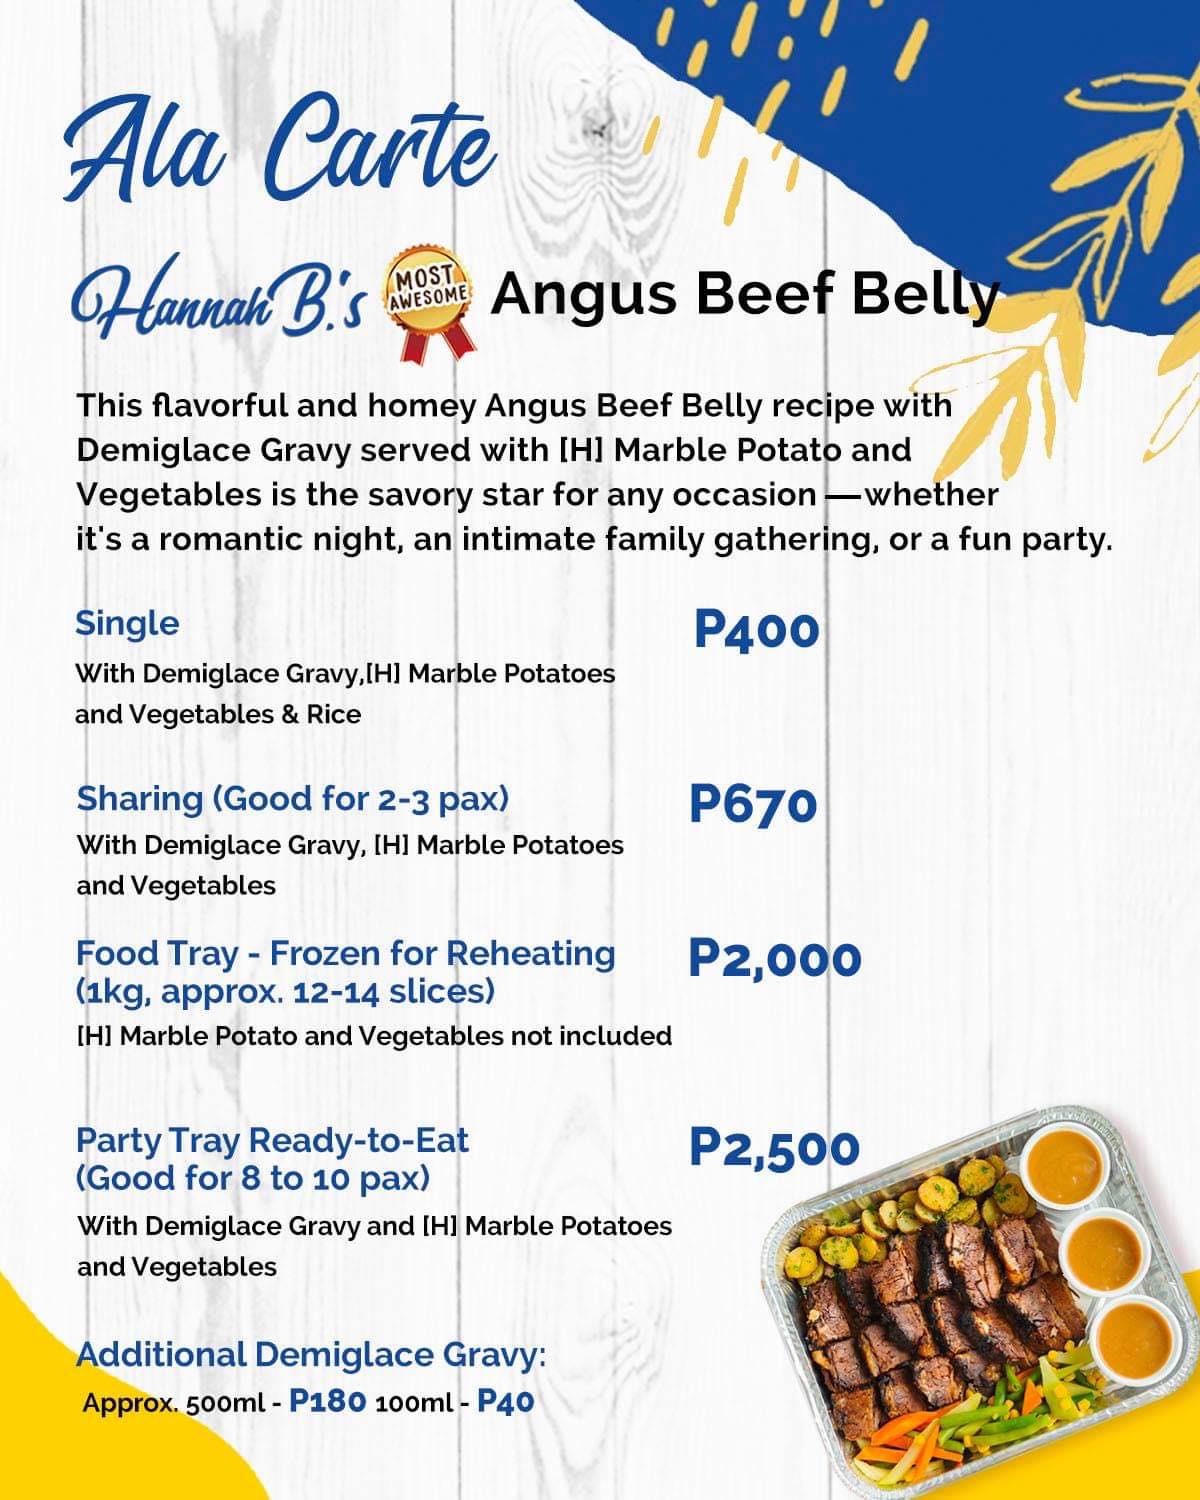 Ala Carte
Hannah B.'s MOST AWESOME Angus Beef Belly
This flavorful and homey Angus Beef Belly recipe with
Demiglace Gravy served with [H] Marble Potato and
Vegetables is the savory star for any occasion —whether
it's a romantic night, an intimate family gathering, or a fun party.
Single P400
With Demiglace Gravy,[H] Marble Potatoes
and Vegetables & Rice
Sharing (Good for 2-3 pax) P670
With Demiglace Gravy, [H] Marble Potatoes
and Vegetables
Food Tray - Frozen for Reheating P2,000
(1kg, approx. 12-14 slices)
[H] Marble Potato and Vegetables not included
Party Tray Ready-to-Eat P2,500
(Good for 8 to 10 pax)
With Demiglace Gravy and [H] Marble Potatoes
and Vegetables
Additional Demiglace Gravy:
Approx. 500ml - P180 100ml - P40